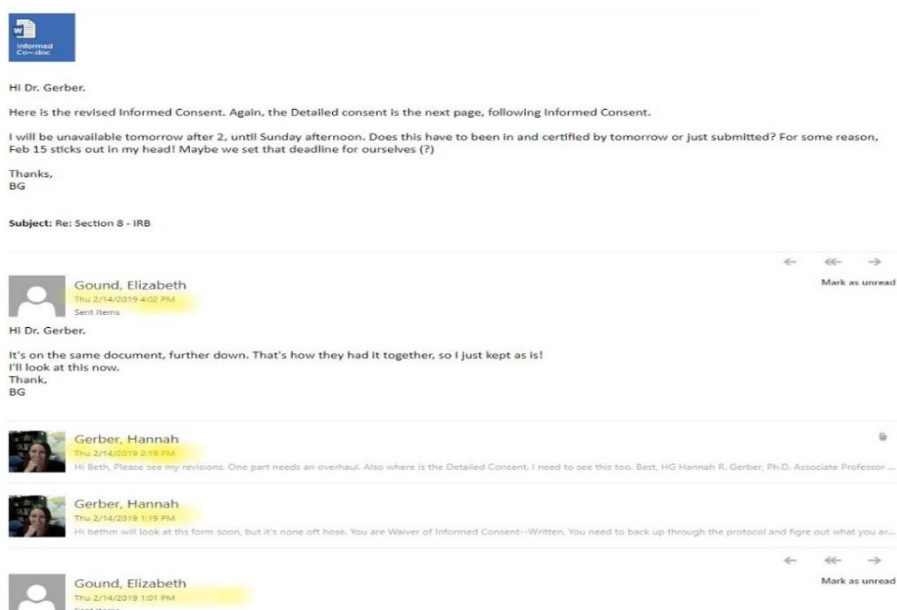 Informed
Co~.doc
Hi Dr. Gerber.
Here is the revised Informed Consent. Again, the Detailed consent is the next page, following Informed Consent.
I will be unavailable tomorrow after 2, until Sunday afternoon. Does this have to been in and certified by tomorrow or just submitted? For some reason,
Feb 15 sticks out in my head! Maybe we set that deadline for ourselves (?)
Thanks,
BG
Subject: Re: Section 8 - IRB
Gound, Elizabeth
Mark as unread
Thu 2/14/2019 4:02 PM
Sent Items
Hi Dr. Gerber.
It's on the same document, further down. That's how they had it together, so I just kept as is!
I'll look at this now.
Thank,
BG
Gerber, Hannah
Thu 2/14/2019 2:19 PM
Hi Beth, Please see my revisions. One part needs an overhaul. Also where is the Detailed Consent. I need to see this too. Best, HG Hannah R. Gerber, Ph.D. Associate Professor ...
Gerber, Hannah
Thu 2/14/2019 1:19 PM
Hi bethm will look at ths form soon, but it's none oft hose. You are Waiver of Informed Consent--Written. You need to back up through the protocol and figre out what you ar...
Gound, Elizabeth
Mark as unread
Thu 2/14/2019 1:01 PM
Sent Items